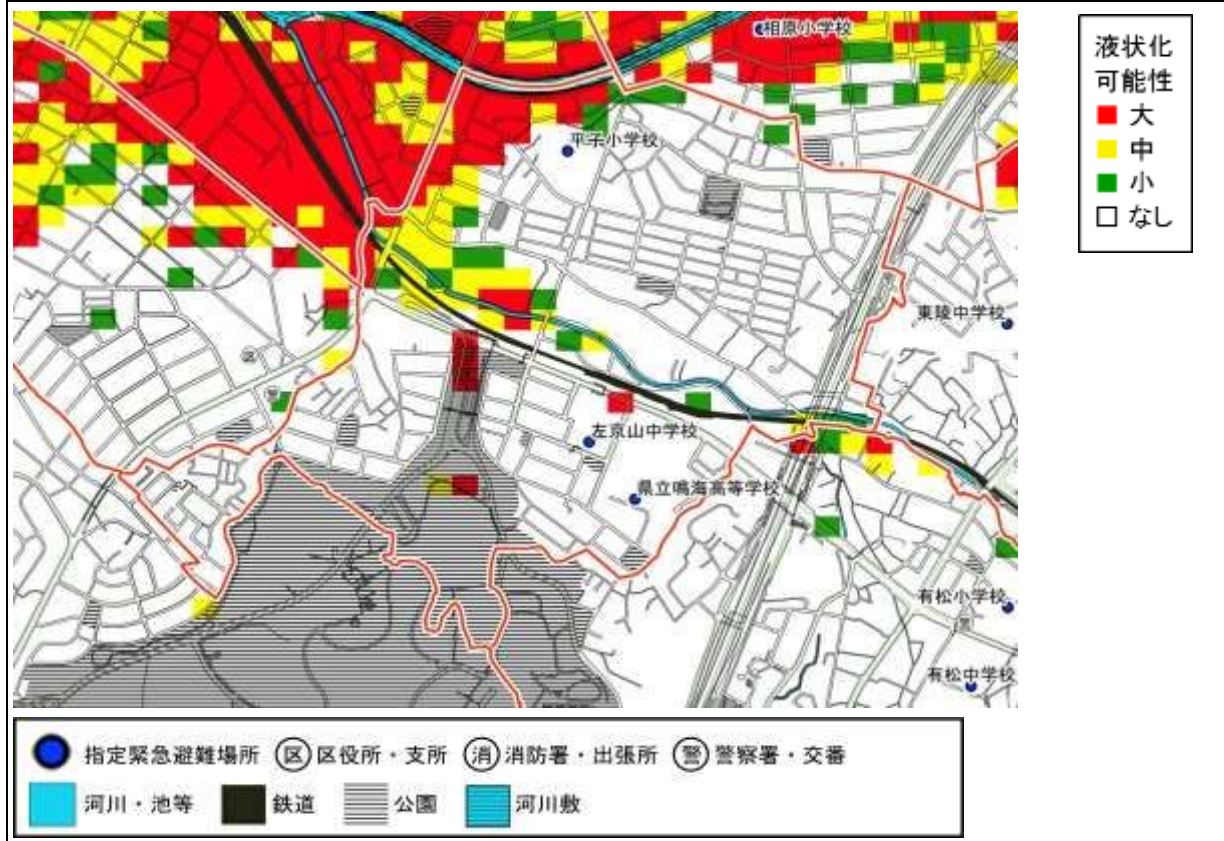 相原小学校
液状化
可能性
大
中
小
なし
平子小学校
東陵中学校
区
警
左京山中学校
県立鳴海高等学校
有松小学校
有松中学校
指定緊急避難場所 区 区役所・支所 消 消防署・出張所 警 警察署・交番
河川・池等 鉄道 公園 河川敷